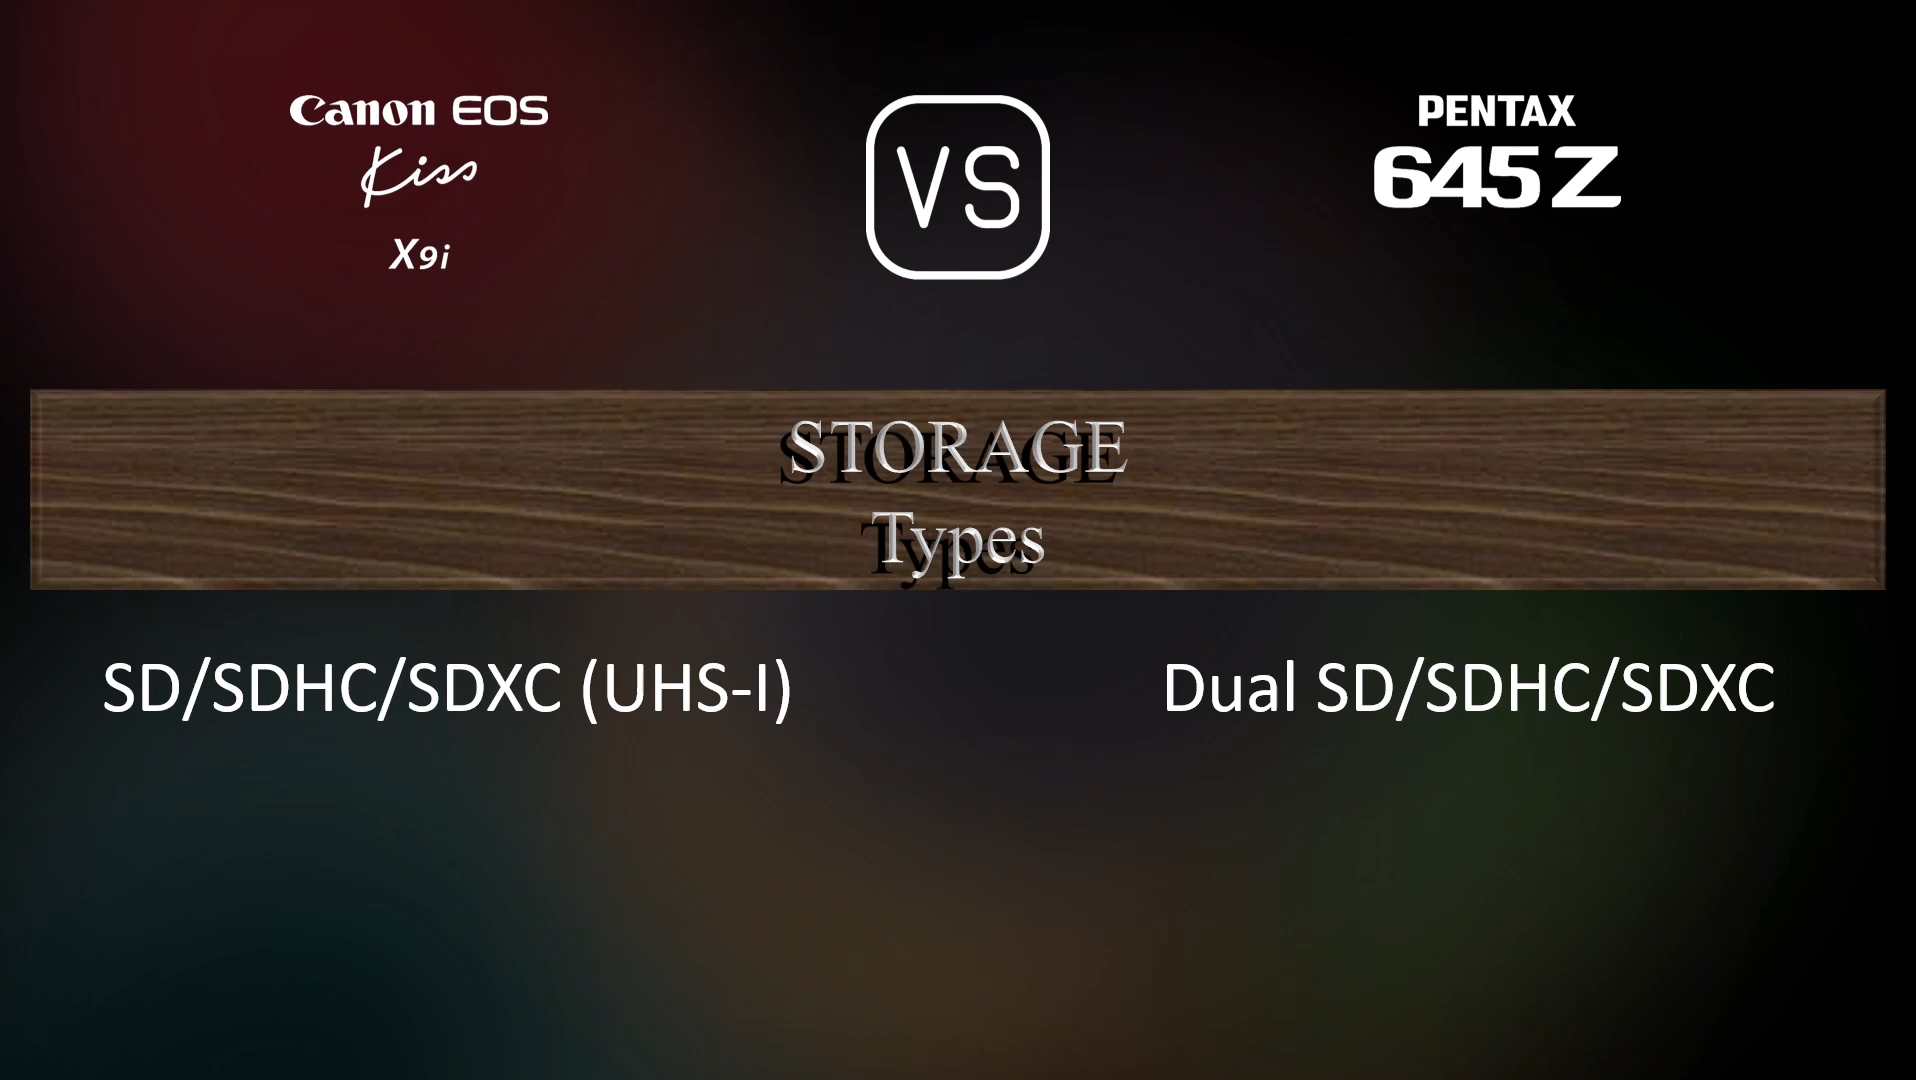 Canon EOS
Kiss
X9i
VS
PENTAX
645Z
STORAGE
Types
SD/SDHC/SDXC (UHS-I)
Dual SD/SDHC/SDXC